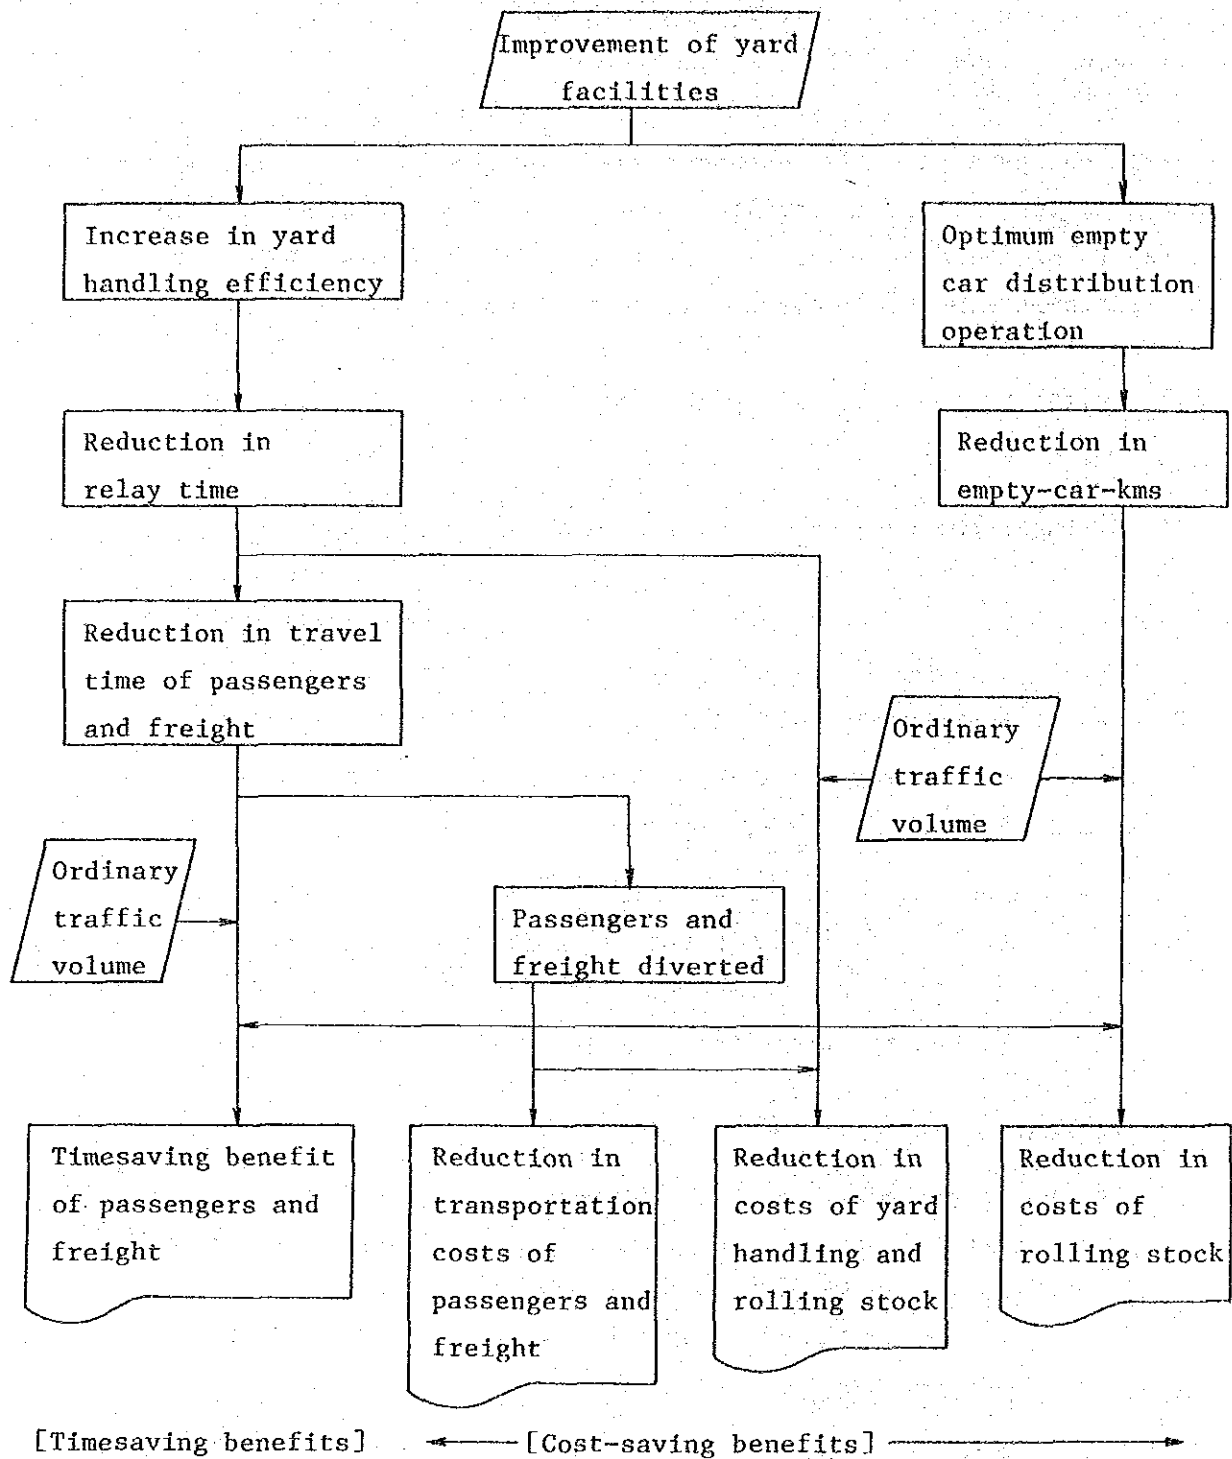 Improvement of yard
facilities
Increase in yard
handling efficiency
Optimum empty
car distribution
operation
Reduction in
relay time
Reduction in
empty-car-kms
Reduction in travel
time of passengers
and freight
Ordinary
traffic
volume
Ordinary
traffic
volume
Passengers and
freight diverted
Timesaving benefit
of passengers and
freight
Reduction in
transportation
costs of
passengers and
freight
Reduction in
costs of yard
handling and
rolling stock
Reduction in
costs of
rolling stock
[Timesaving benefits]
[Cost-saving benefits]